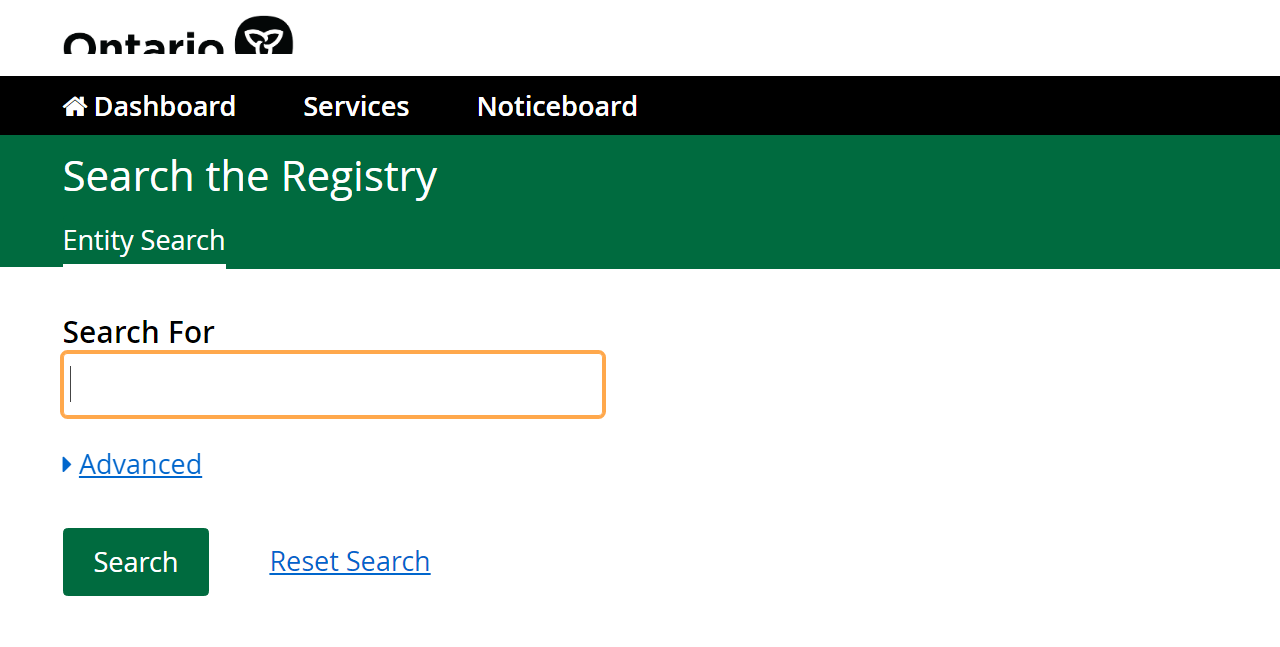 Ontario
Dashboard Services Noticeboard
Search the Registry
Entity Search
Search For
Advanced
Search Reset Search